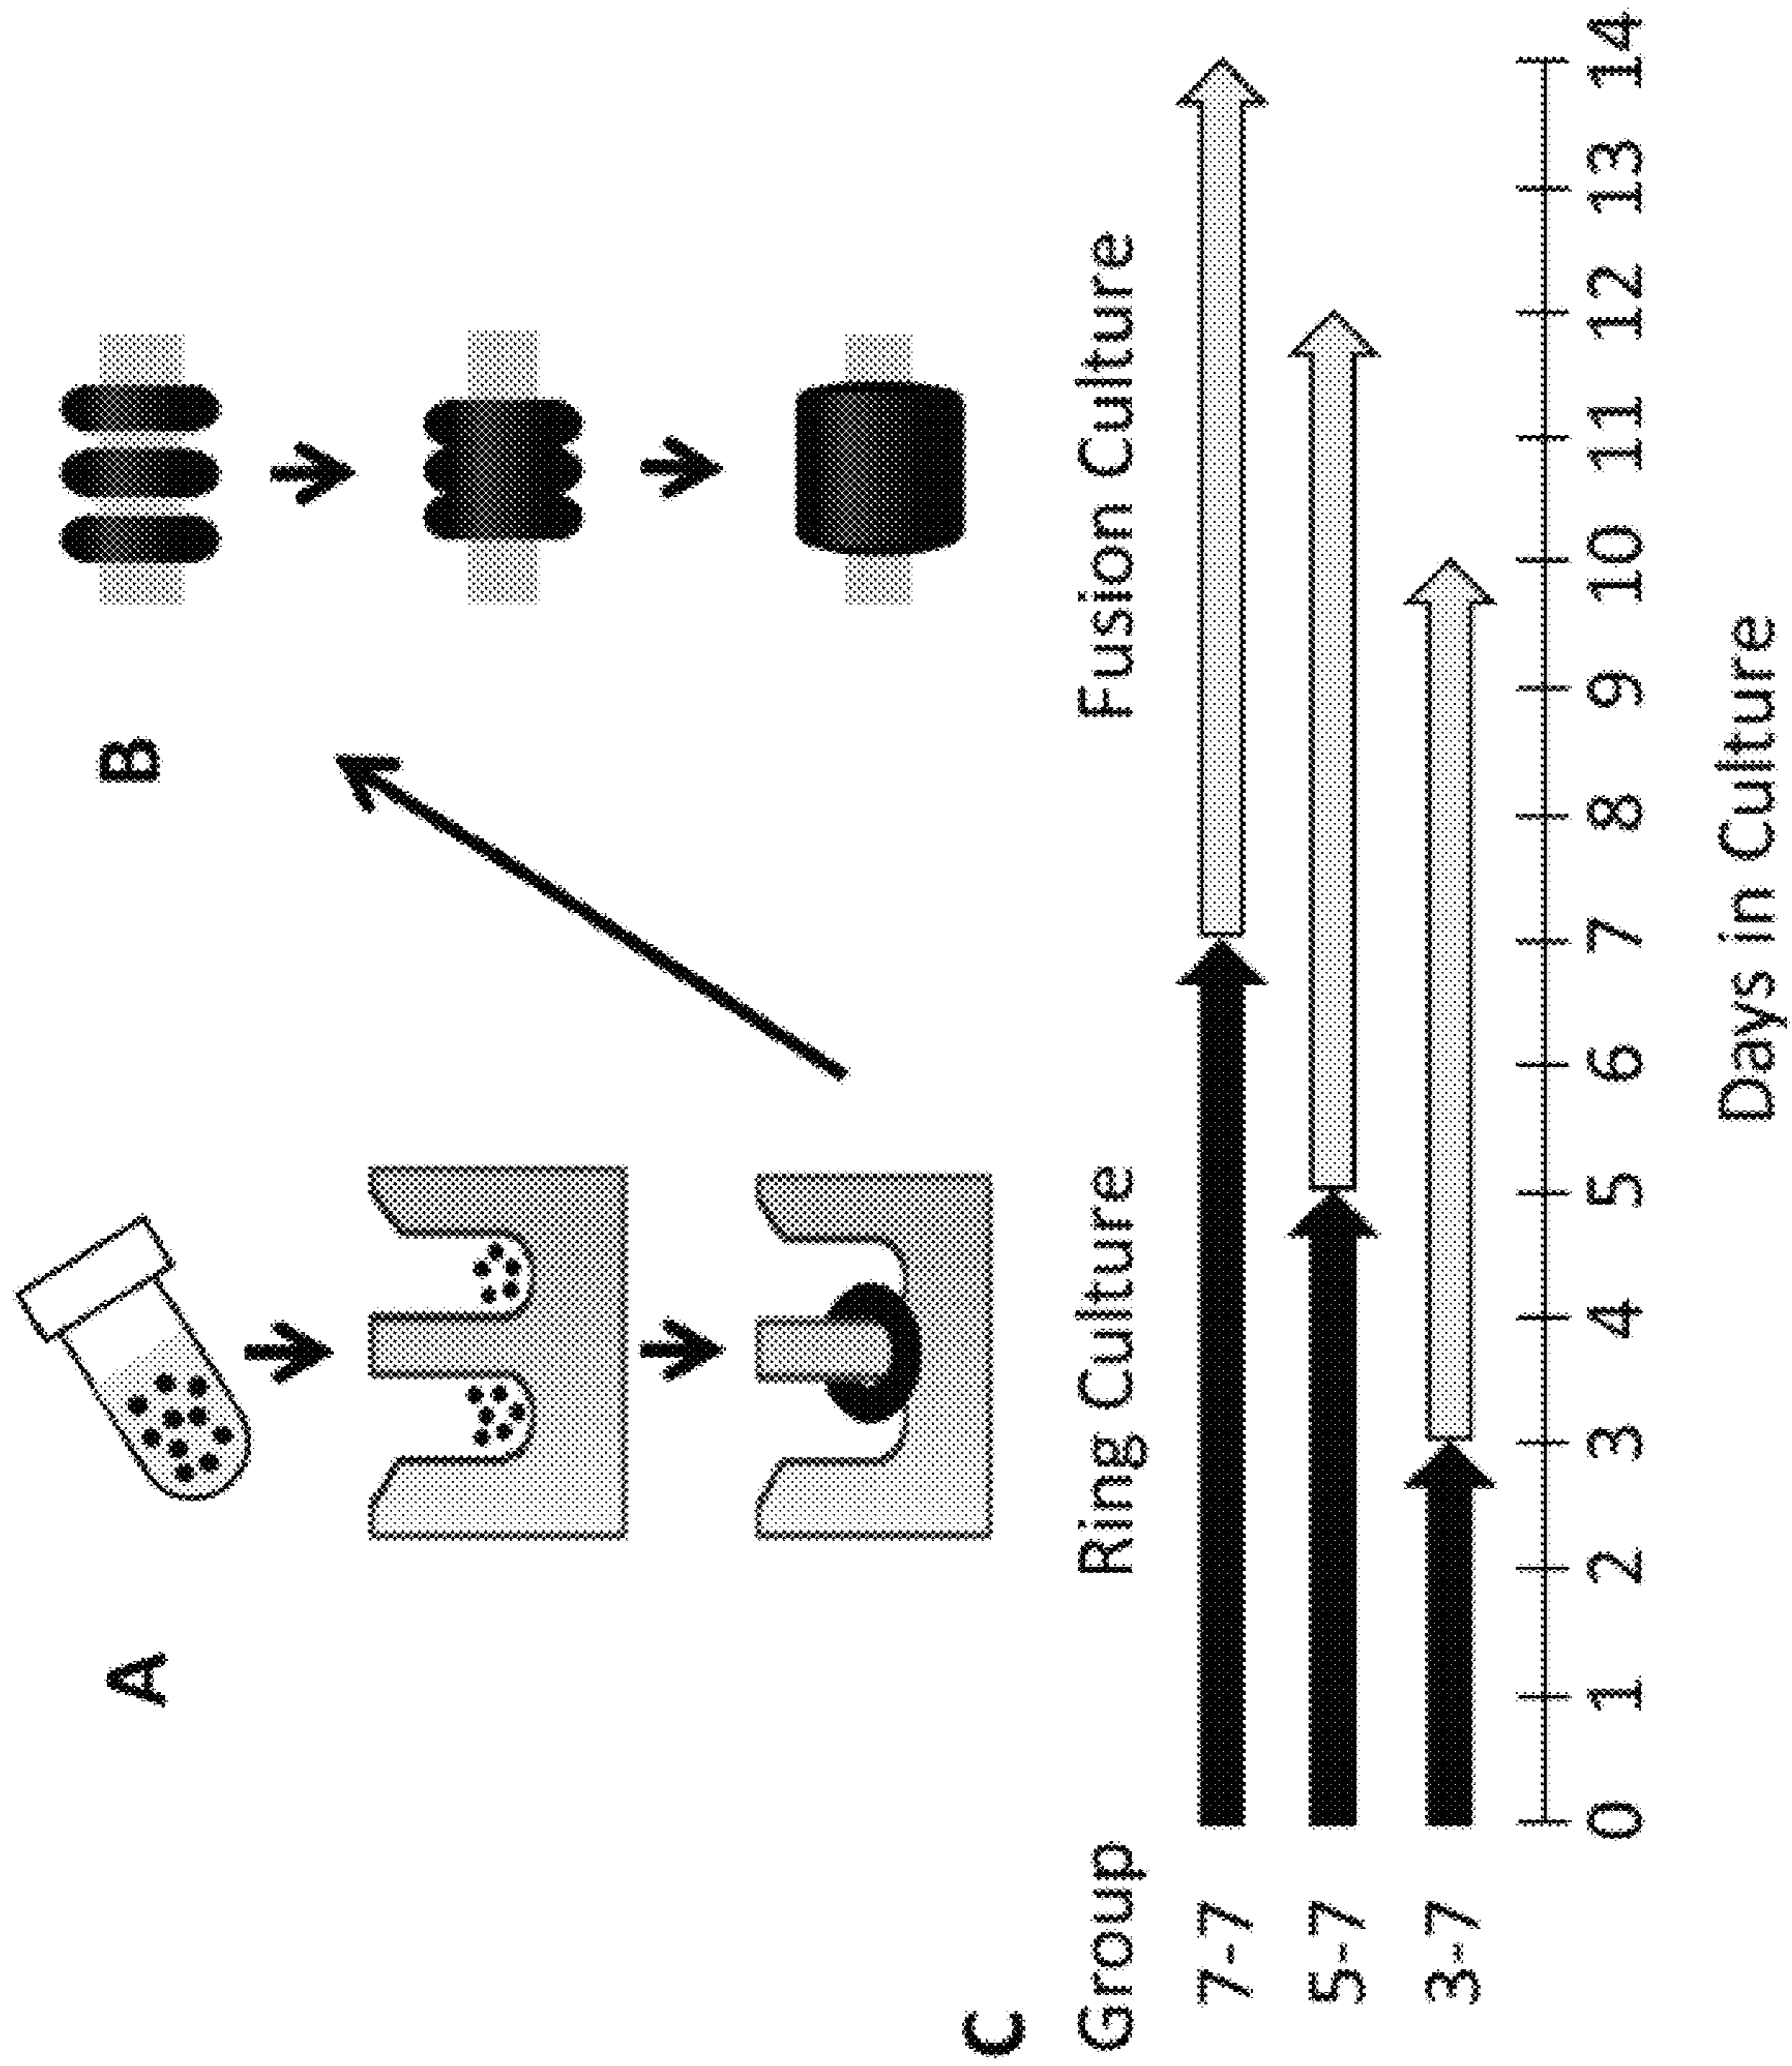 A
B
C
Group
Ring Culture
Fusion Culture
7-7
5-7
3-7
0 1 2 3 4 5 6 7 8 9 10 11 12 13 14
Days in Culture